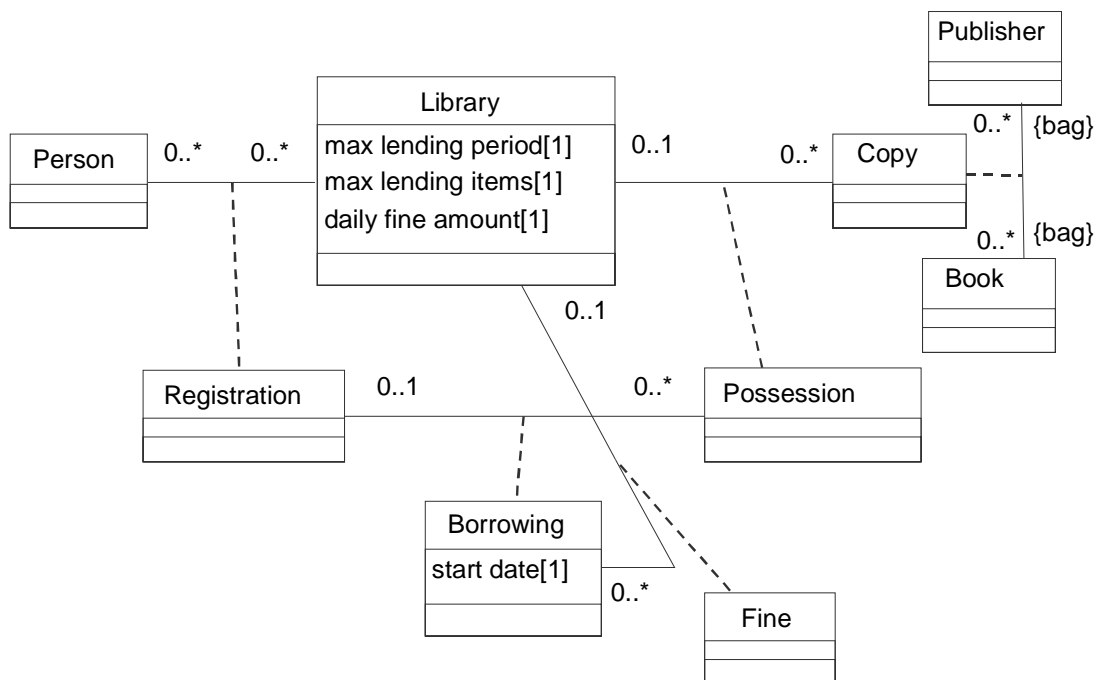 Publisher
Library
0..*
{bag}
Person
0..*
0..*
max lending period[1]
0..1
0..*
Copy
max lending items[1]
daily fine amount[1]
0..*
{bag}
Book
0..1
Registration
0..1
0..*
Possession
Borrowing
start date[1]
0..*
Fine